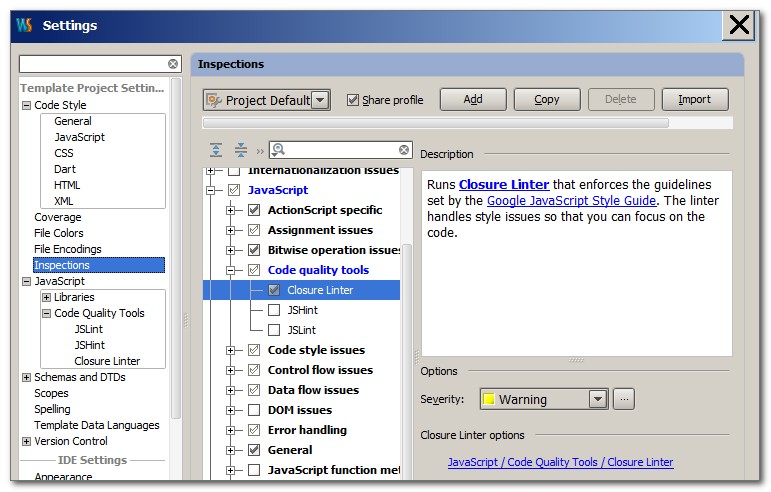 WS Settings
Template Project Settin...
Code Style
General
JavaScript
CSS
Dart
HTML
XML
Coverage
File Colors
File Encodings
Inspections
JavaScript
Libraries
Code Quality Tools
JSLint
JSHint
Closure Linter
Schemas and DTDs
Scopes
Spelling
Template Data Languages
Version Control
IDE Settings
Appearance
Inspections
Project Default
Share profile
Add
Copy
Delete
Import
››
Internationalization issues
JavaScript
ActionScript specific
Assignment issues
Bitwise operation issues
Code quality tools
Closure Linter
JSHint
JSLint
Code style issues
Control flow issues
Data flow issues
DOM issues
Error handling
General
JavaScript function met
Description
Runs Closure Linter that enforces the guidelines
set by the Google JavaScript Style Guide. The linter
handles style issues so that you can focus on the
code.
Options
Severity: Warning ...
Closure Linter options
JavaScript / Code Quality Tools / Closure Linter